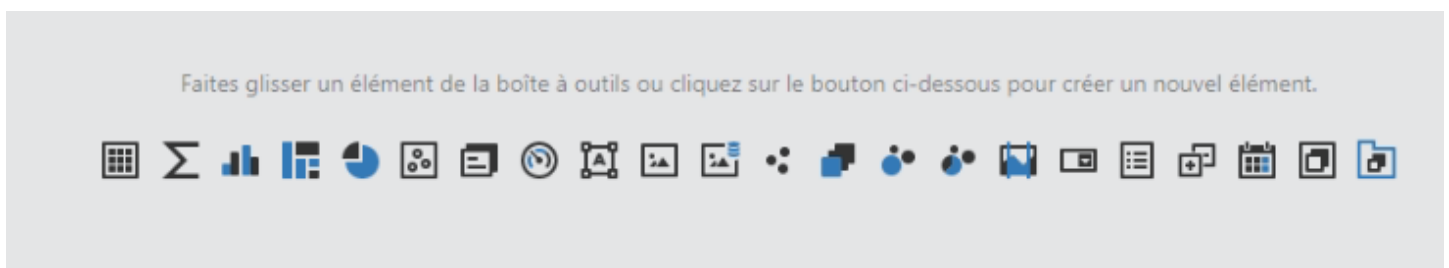 Faites glisser un élément de la boîte à outils ou cliquez sur le bouton ci-dessous pour créer un nouvel élément.
A